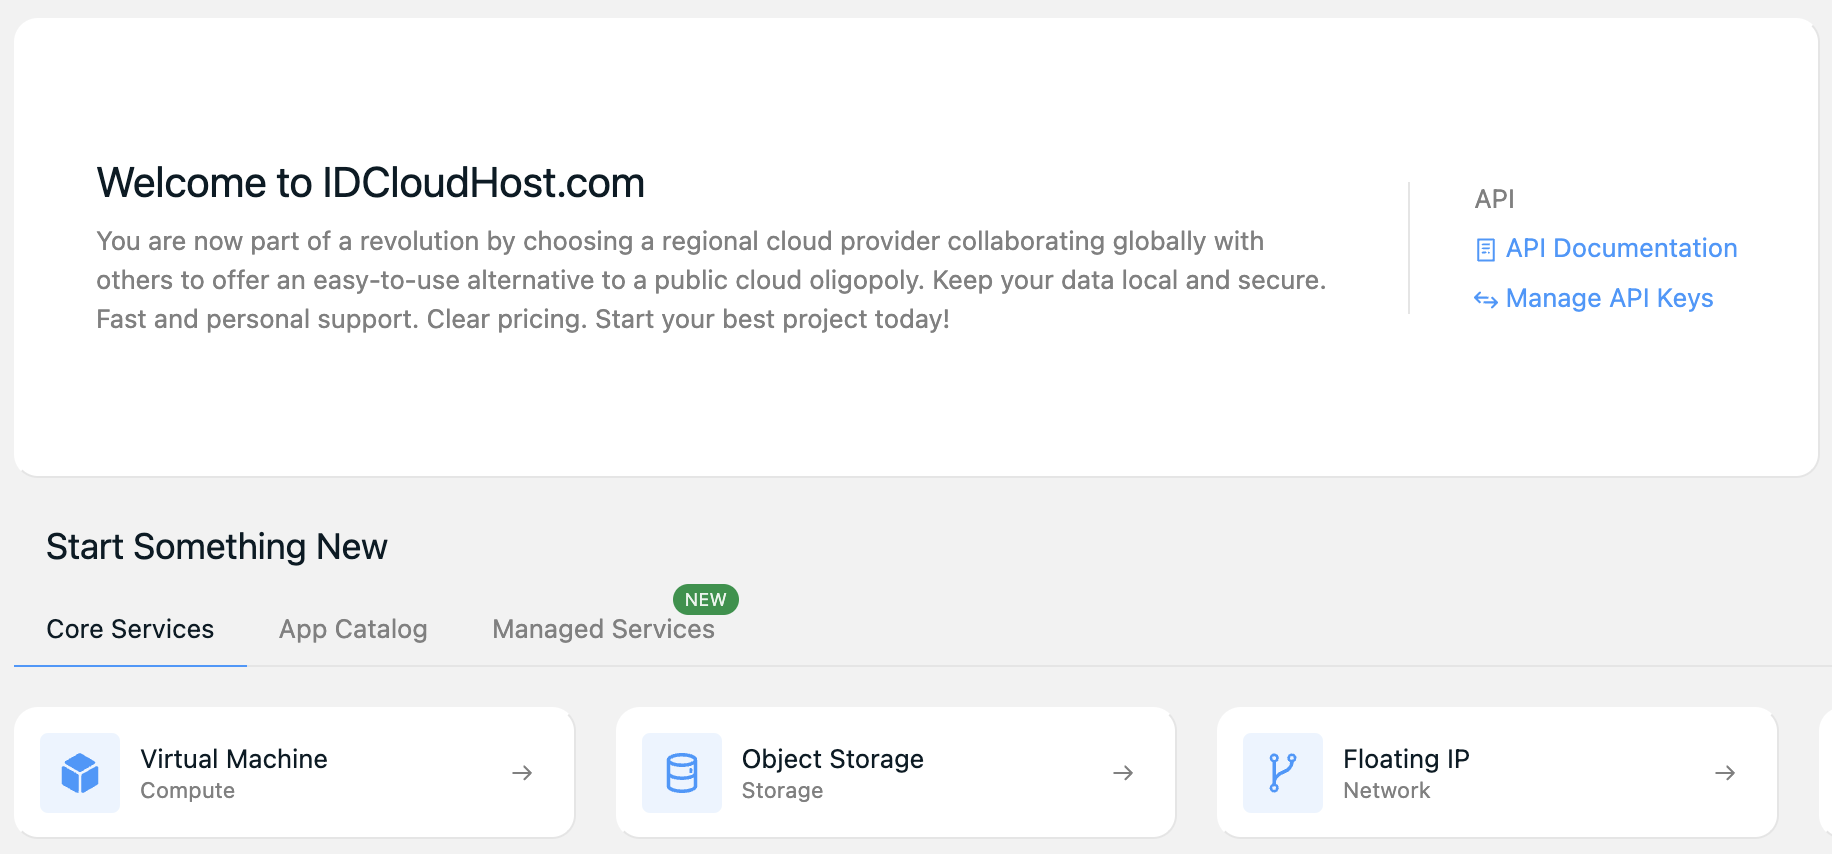 Welcome to IDCloudHost.com
You are now part of a revolution by choosing a regional cloud provider collaborating globally with
others to offer an easy-to-use alternative to a public cloud oligopoly. Keep your data local and secure.
Fast and personal support. Clear pricing. Start your best project today!
API
API Documentation
Manage API Keys
Start Something New
Core Services
App Catalog
Managed Services
NEW
Virtual Machine
Compute
Object Storage
Storage
Floating IP
Network